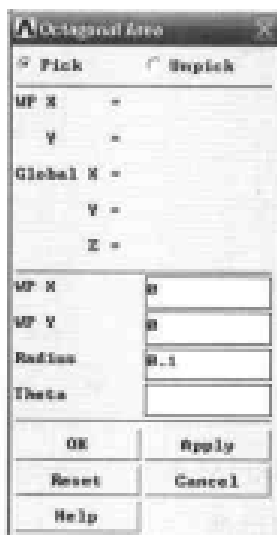 Octagonal Area
Pick Unpick
WP X =
Y =
Global X =
Y =
Z =
WP X 0
WP Y 0
Radius 0.1
Theta
OK Apply
Reset Cancel
Help